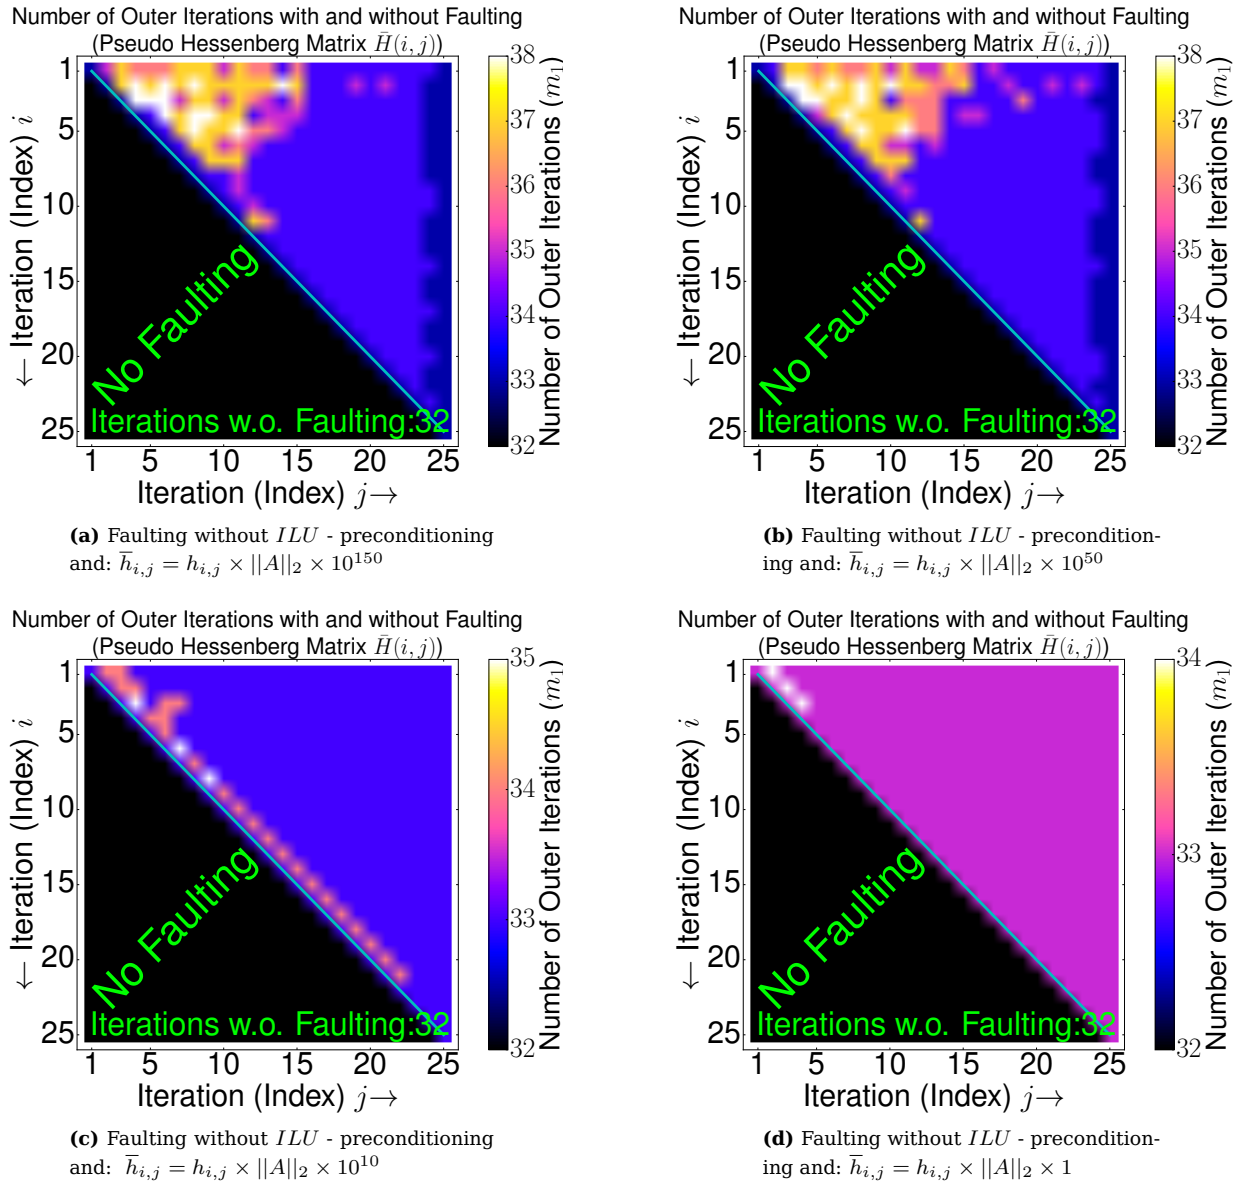 Number of Outer Iterations with and without Faulting
(Pseudo Hessenberg Matrix H̄(i, j))
← Iteration (Index) i
1
5
10
15
20
25
No Faulting
Iterations w.o. Faulting:32
1 5 10 15 20 25
Iteration (Index) j→
38
37
36
35
34
33
32
Number of Outer Iterations (m₁)
(a) Faulting without ILU - preconditioning
and: h̅ᵢ,ⱼ = hᵢ,ⱼ × ||A||₂ × 10¹⁵⁰
Number of Outer Iterations with and without Faulting
(Pseudo Hessenberg Matrix H̄(i, j))
← Iteration (Index) i
1
5
10
15
20
25
No Faulting
Iterations w.o. Faulting:32
1 5 10 15 20 25
Iteration (Index) j→
38
37
36
35
34
33
32
Number of Outer Iterations (m₁)
(b) Faulting without ILU - precondition-
ing and: h̅ᵢ,ⱼ = hᵢ,ⱼ × ||A||₂ × 10⁵⁰
Number of Outer Iterations with and without Faulting
(Pseudo Hessenberg Matrix H̄(i, j))
← Iteration (Index) i
1
5
10
15
20
25
No Faulting
Iterations w.o. Faulting:32
1 5 10 15 20 25
Iteration (Index) j→
35
34
33
32
Number of Outer Iterations (m₁)
(c) Faulting without ILU - preconditioning
and: h̅ᵢ,ⱼ = hᵢ,ⱼ × ||A||₂ × 10¹⁰
Number of Outer Iterations with and without Faulting
(Pseudo Hessenberg Matrix H̄(i, j))
← Iteration (Index) i
1
5
10
15
20
25
No Faulting
Iterations w.o. Faulting:32
1 5 10 15 20 25
Iteration (Index) j→
34
33
32
Number of Outer Iterations (m₁)
(d) Faulting without ILU - precondition-
ing and: h̅ᵢ,ⱼ = hᵢ,ⱼ × ||A||₂ × 1